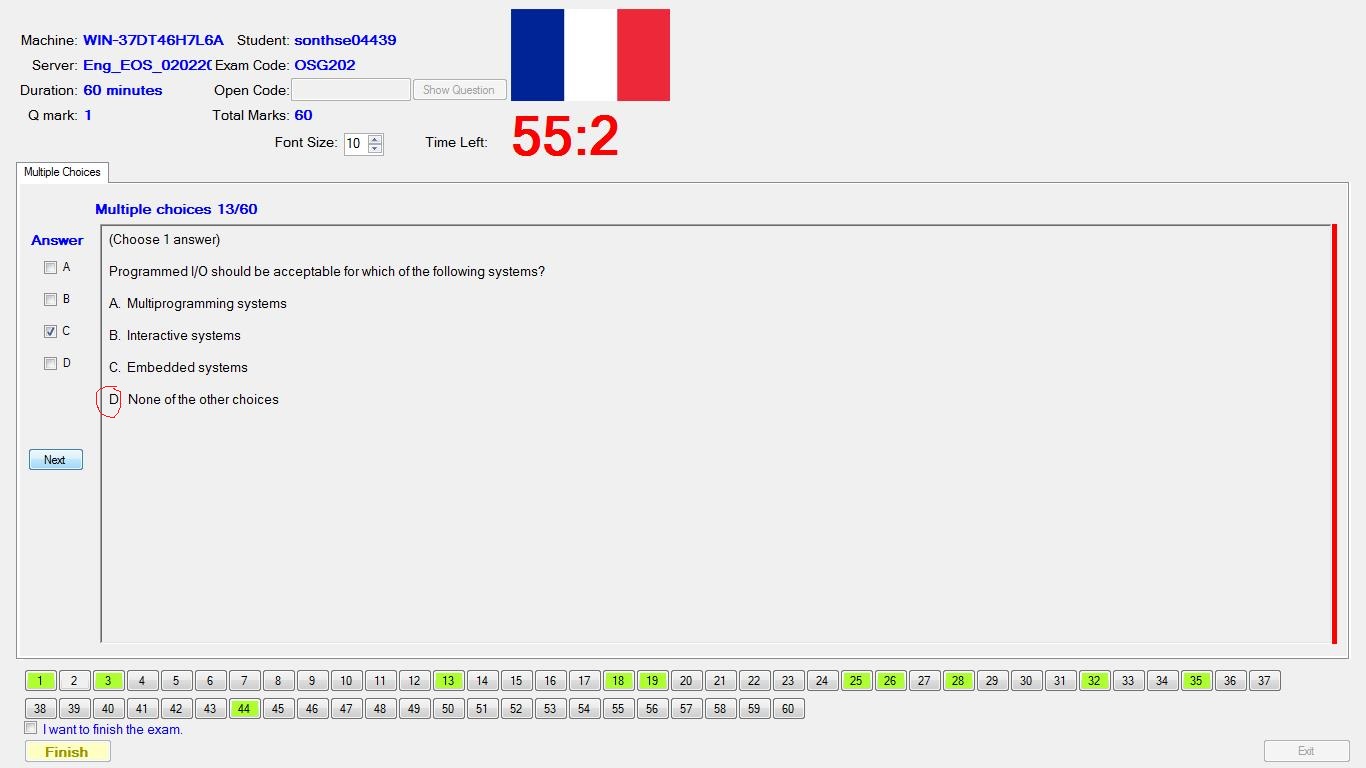 Machine: WIN-37DT46H7L6A Student: sonthse04439
Server: Eng_EOS_020220 Exam Code: OSG202
Duration: 60 minutes Open Code: Show Question
Q mark: 1 Total Marks: 60
Font Size: 10 Time Left: 55:2
Multiple Choices
Multiple choices 13/60
Answer
(Choose 1 answer)
A
Programmed I/O should be acceptable for which of the following systems?
B
A. Multiprogramming systems
C
B. Interactive systems
D
C. Embedded systems
D None of the other choices
Next
1 2 3 4 5 6 7 8 9 10 11 12 13 14 15 16 17 18 19 20 21 22 23 24 25 26 27 28 29 30 31 32 33 34 35 36 37
38 39 40 41 42 43 44 45 46 47 48 49 50 51 52 53 54 55 56 57 58 59 60
I want to finish the exam.
Finish Exit